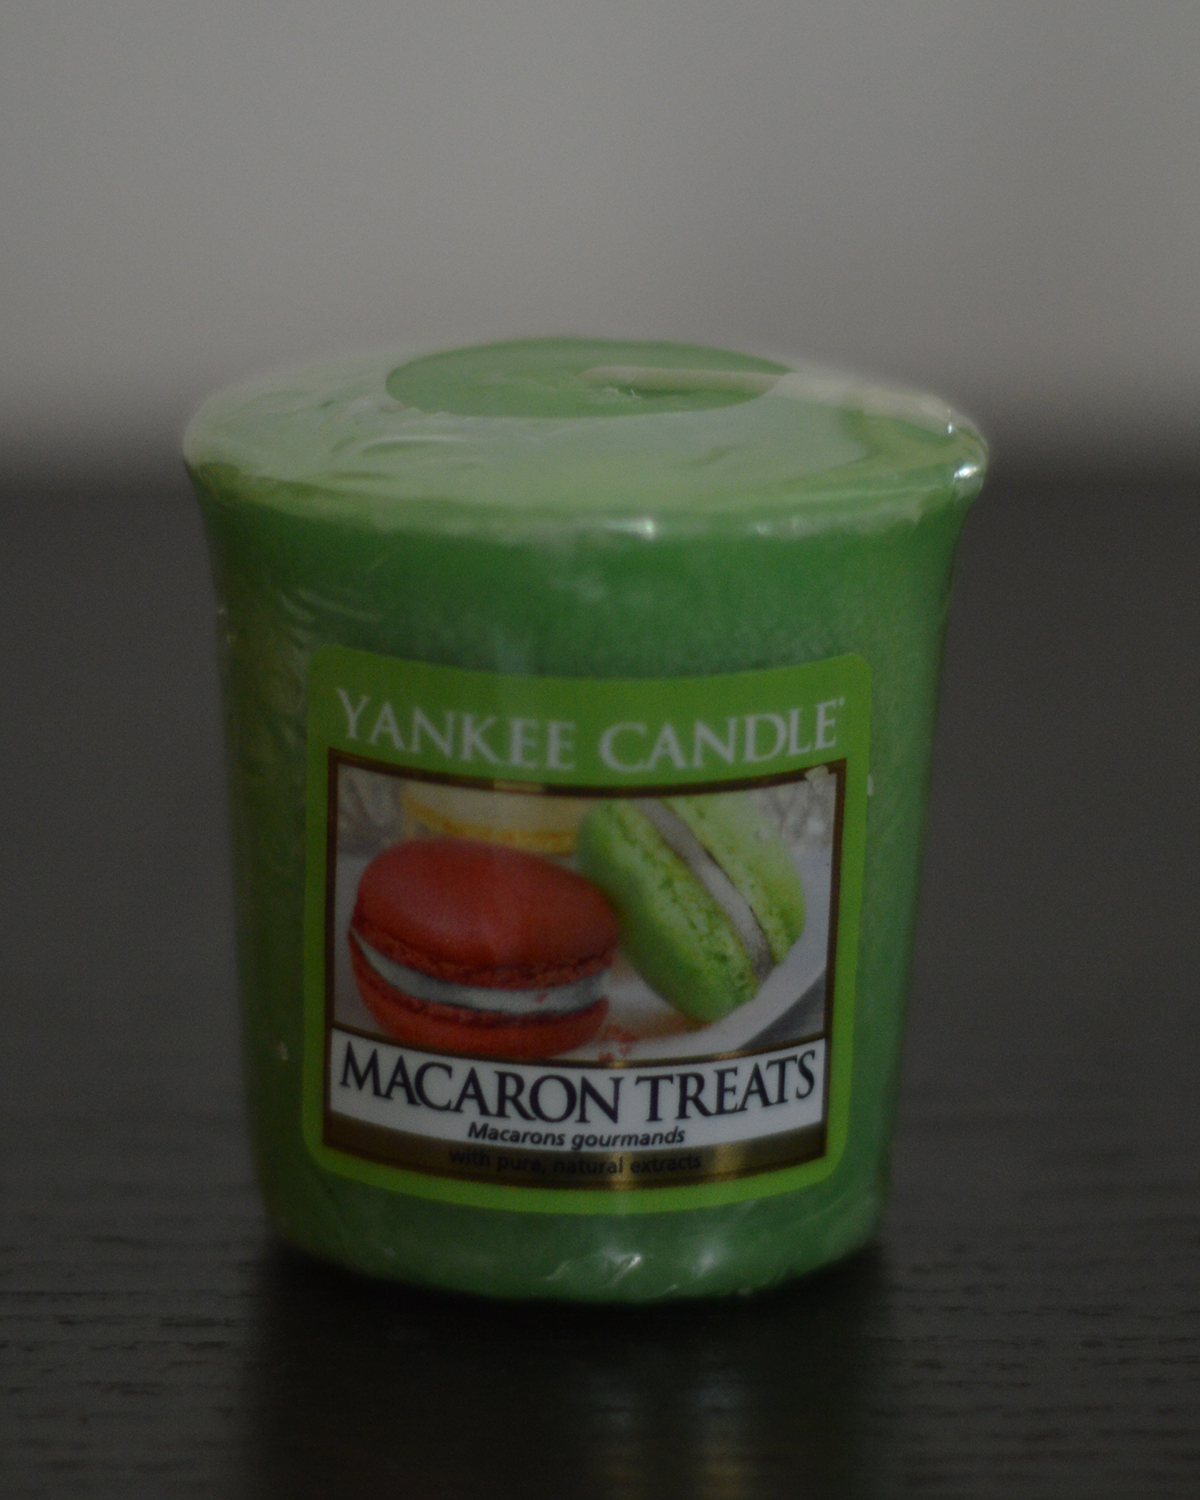 YANKEE CANDLE
MACARON TREATS
Macarons gourmands
with pure, natural extracts